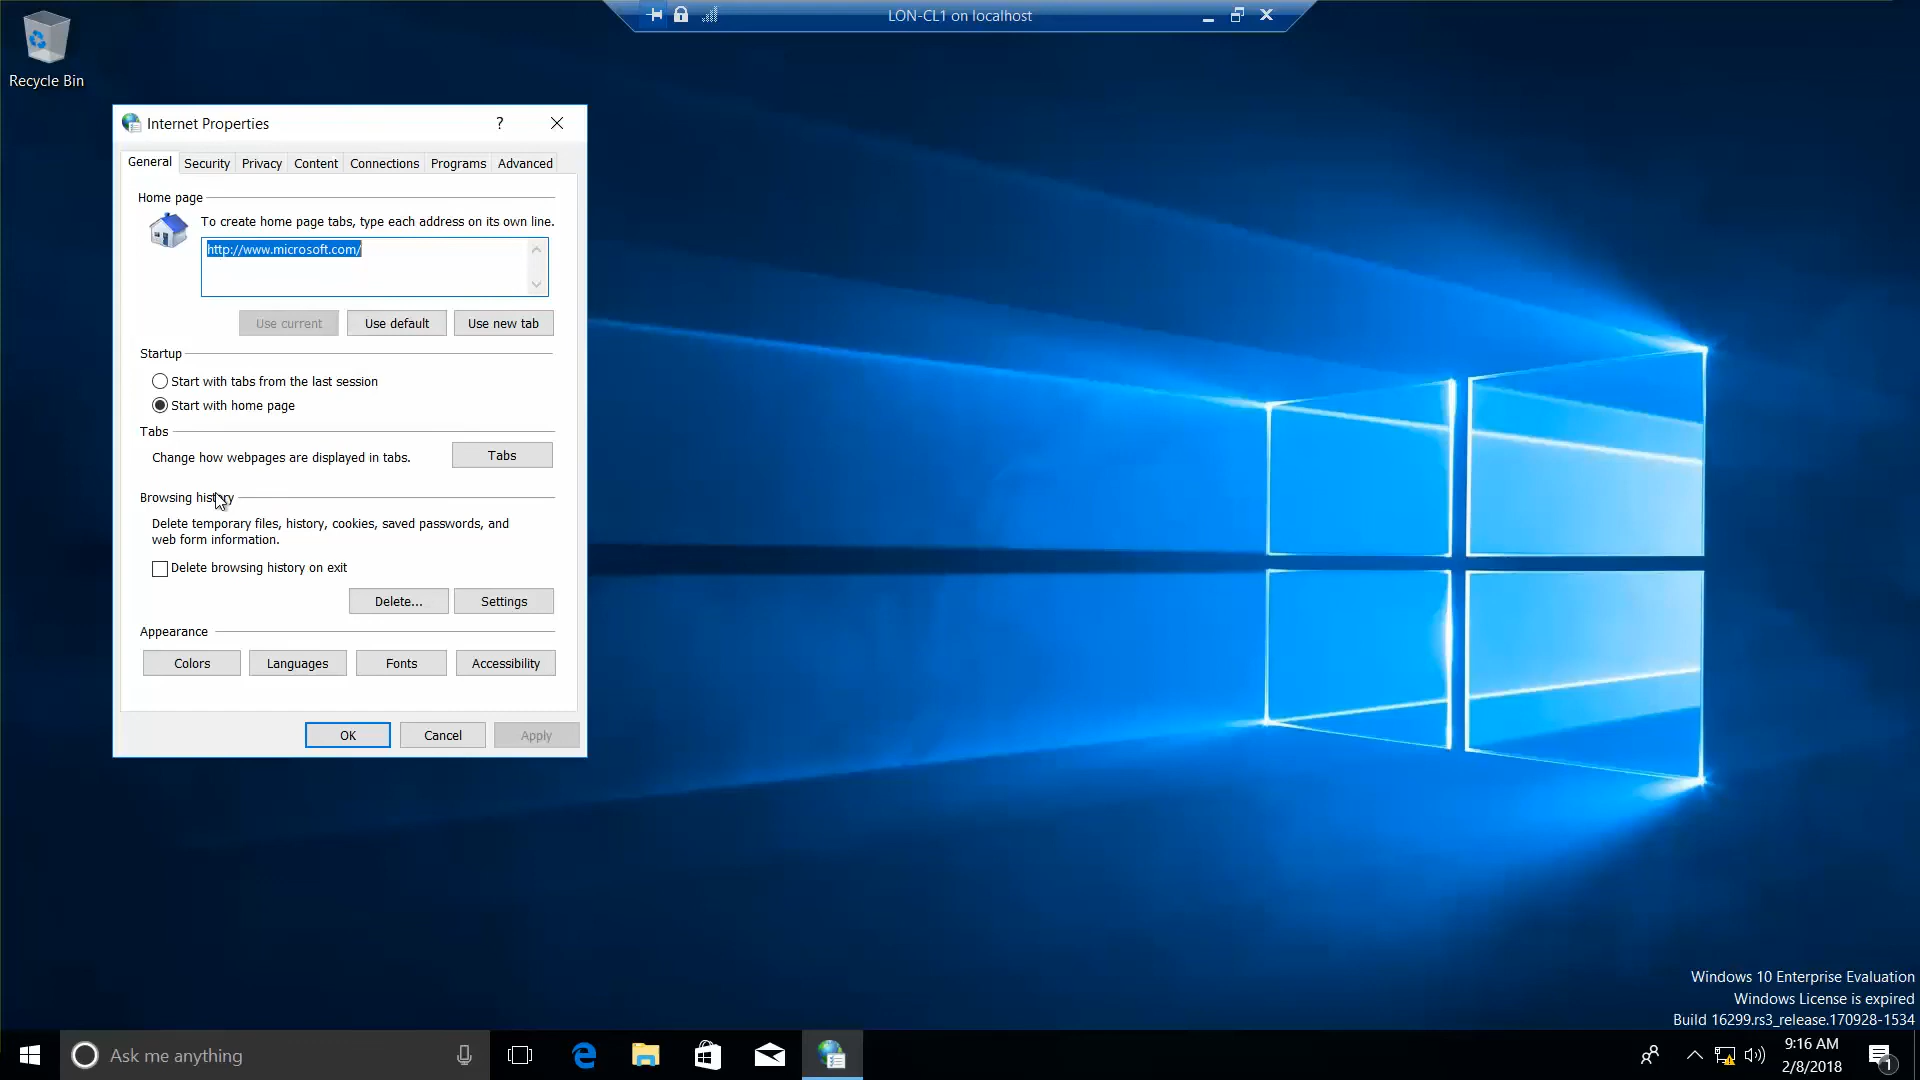 LON-CL1 on localhost
Recycle Bin
Internet Properties
?
General Security Privacy Content Connections Programs Advanced
Home page
To create home page tabs, type each address on its own line.
http://www.microsoft.com/
Use current Use default Use new tab
Startup
Start with tabs from the last session
Start with home page
Tabs
Change how webpages are displayed in tabs.
Tabs
Browsing history
Delete temporary files, history, cookies, saved passwords, and
web form information.
Delete browsing history on exit
Delete... Settings
Appearance
Colors Languages Fonts Accessibility
OK Cancel Apply
Windows 10 Enterprise Evaluation
Windows License is expired
Build 16299.rs3_release.170928-1534
Ask me anything
9:16 AM
2/8/2018
1